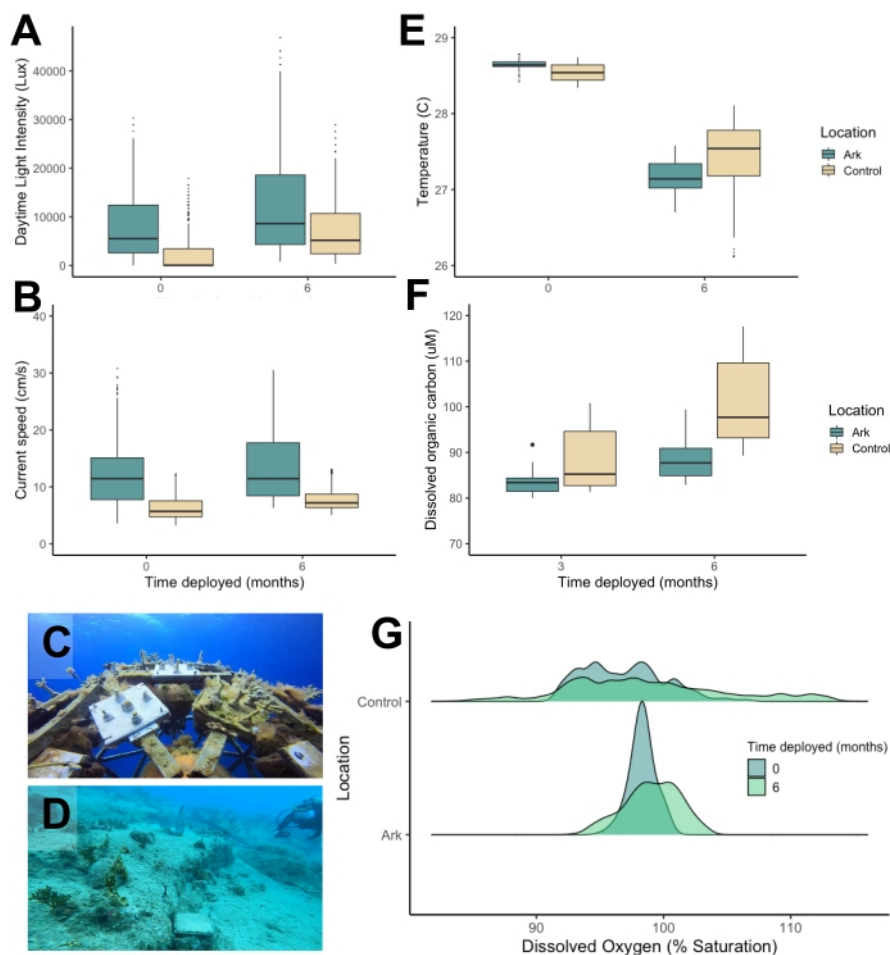 A
Daytime Light Intensity (Lux)
40000
30000
20000
10000
0
0
6
E
Temperature (C)
29
28
27
26
0
6
Location
Ark
Control
B
Current speed (cm/s)
40
30
20
10
0
0
6
Time deployed (months)
F
Dissolved organic carbon (uM)
120
110
100
90
80
70
3
6
Time deployed (months)
Location
Ark
Control
C
D
G
Location
Control
Ark
Time deployed (months)
0
6
90
100
110
Dissolved Oxygen (% Saturation)